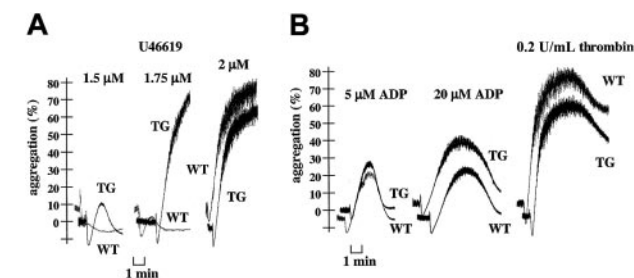 A
U46619
1.5 µM
1.75 µM
2 µM
aggregation (%)
80
70
60
50
40
30
20
10
0
TG
WT
TG
WT
WT
TG
1 min
B
0.2 U/mL thrombin
5 µM ADP
20 µM ADP
aggregation (%)
80
70
60
50
40
30
20
10
0
TG
WT
TG
WT
WT
TG
1 min